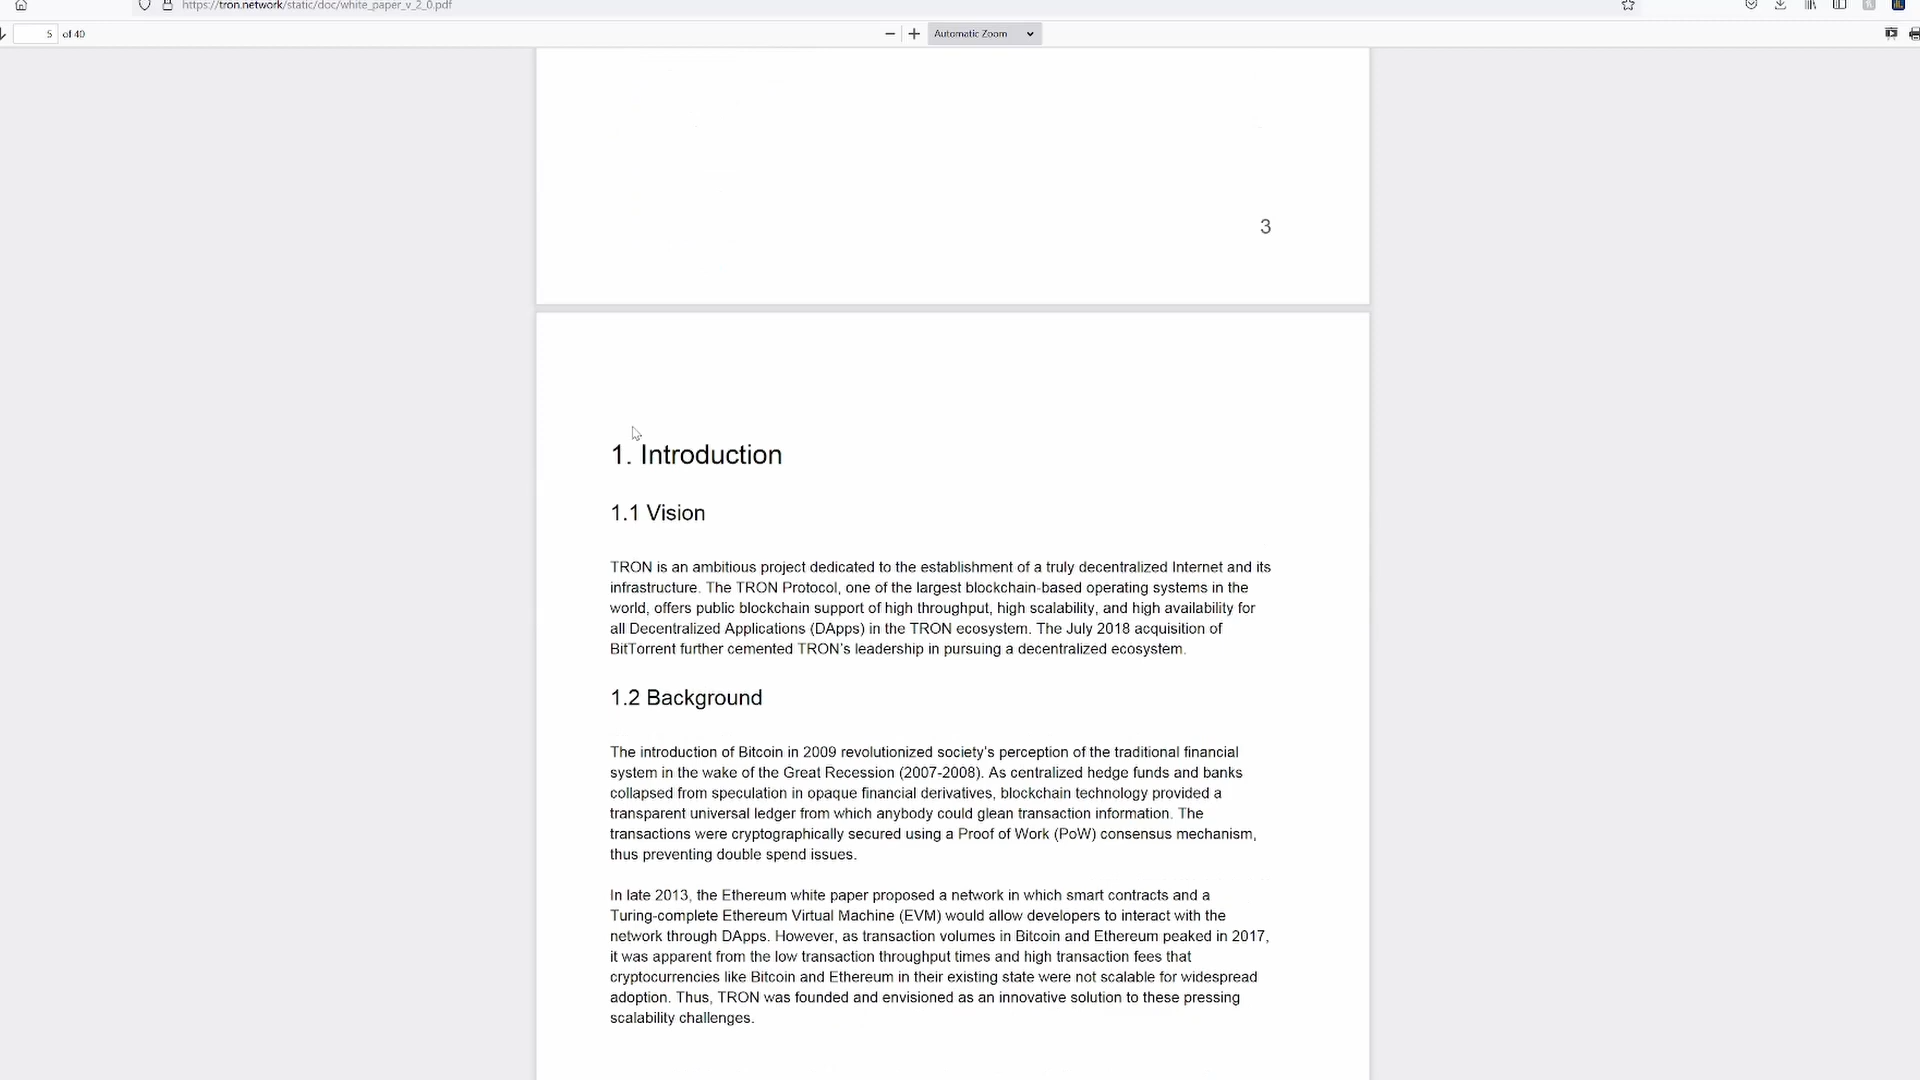 https://tron.network/static/doc/white_paper_v_2_0.pdf
5 of 40
Automatic Zoom
3
1. Introduction
1.1 Vision
TRON is an ambitious project dedicated to the establishment of a truly decentralized Internet and its
infrastructure. The TRON Protocol, one of the largest blockchain-based operating systems in the
world, offers public blockchain support of high throughput, high scalability, and high availability for
all Decentralized Applications (DApps) in the TRON ecosystem. The July 2018 acquisition of
BitTorrent further cemented TRON's leadership in pursuing a decentralized ecosystem.
1.2 Background
The introduction of Bitcoin in 2009 revolutionized society's perception of the traditional financial
system in the wake of the Great Recession (2007-2008). As centralized hedge funds and banks
collapsed from speculation in opaque financial derivatives, blockchain technology provided a
transparent universal ledger from which anybody could glean transaction information. The
transactions were cryptographically secured using a Proof of Work (PoW) consensus mechanism,
thus preventing double spend issues.
In late 2013, the Ethereum white paper proposed a network in which smart contracts and a
Turing-complete Ethereum Virtual Machine (EVM) would allow developers to interact with the
network through DApps. However, as transaction volumes in Bitcoin and Ethereum peaked in 2017,
it was apparent from the low transaction throughput times and high transaction fees that
cryptocurrencies like Bitcoin and Ethereum in their existing state were not scalable for widespread
adoption. Thus, TRON was founded and envisioned as an innovative solution to these pressing
scalability challenges.